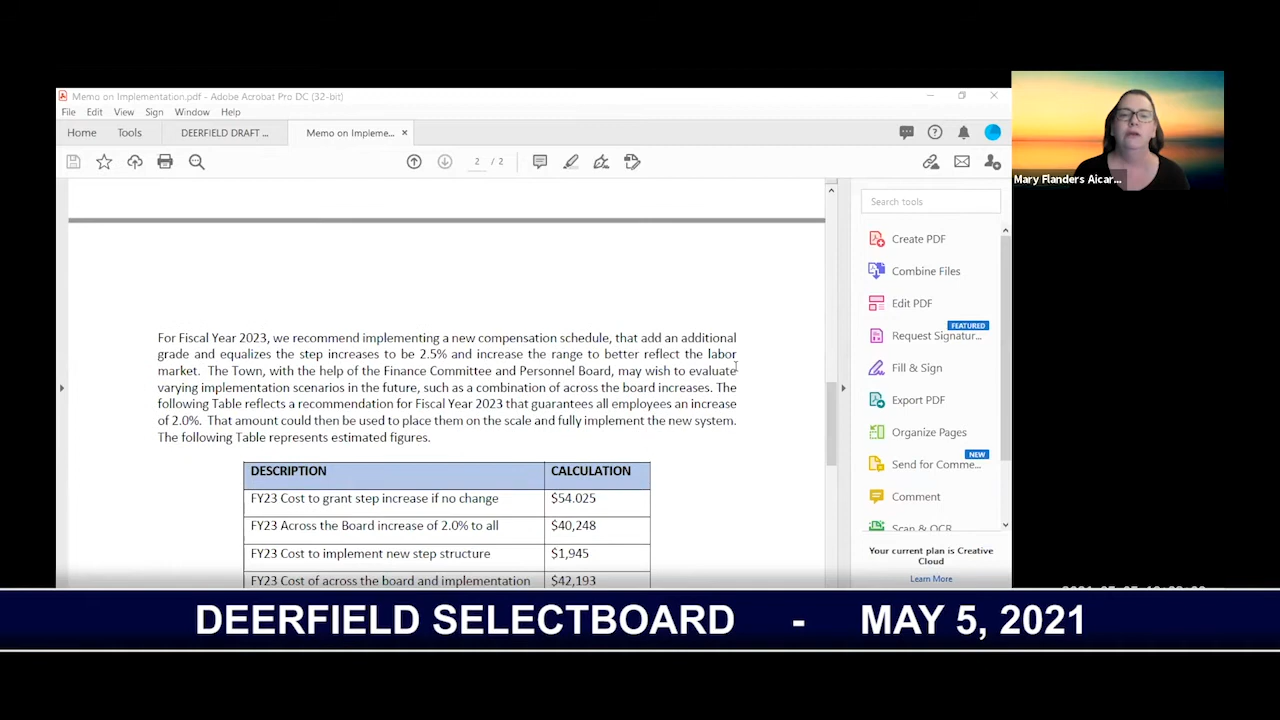 Memo on Implementation.pdf - Adobe Acrobat Pro DC (32-bit)
File Edit View Sign Window Help
Home Tools DEERFIELD DRAFT ... Memo on Impleme... ×
2 / 2
Mary Flanders Aicar...
Search tools
Create PDF
Combine Files
Edit PDF
FEATURED
Request Signatur...
Fill & Sign
Export PDF
Organize Pages
NEW
Send for Comme...
Comment
Scan & OCR
Your current plan is Creative
Cloud
Learn More
For Fiscal Year 2023, we recommend implementing a new compensation schedule, that add an additional
grade and equalizes the step increases to be 2.5% and increase the range to better reflect the labor
market. The Town, with the help of the Finance Committee and Personnel Board, may wish to evaluate
varying implementation scenarios in the future, such as a combination of across the board increases. The
following Table reflects a recommendation for Fiscal Year 2023 that guarantees all employees an increase
of 2.0%. That amount could then be used to place them on the scale and fully implement the new system.
The following Table represents estimated figures.
DESCRIPTION CALCULATION
FY23 Cost to grant step increase if no change $54.025
FY23 Across the Board increase of 2.0% to all $40,248
FY23 Cost to implement new step structure $1,945
FY23 Cost of across the board and implementation $42,193
DEERFIELD SELECTBOARD - MAY 5, 2021